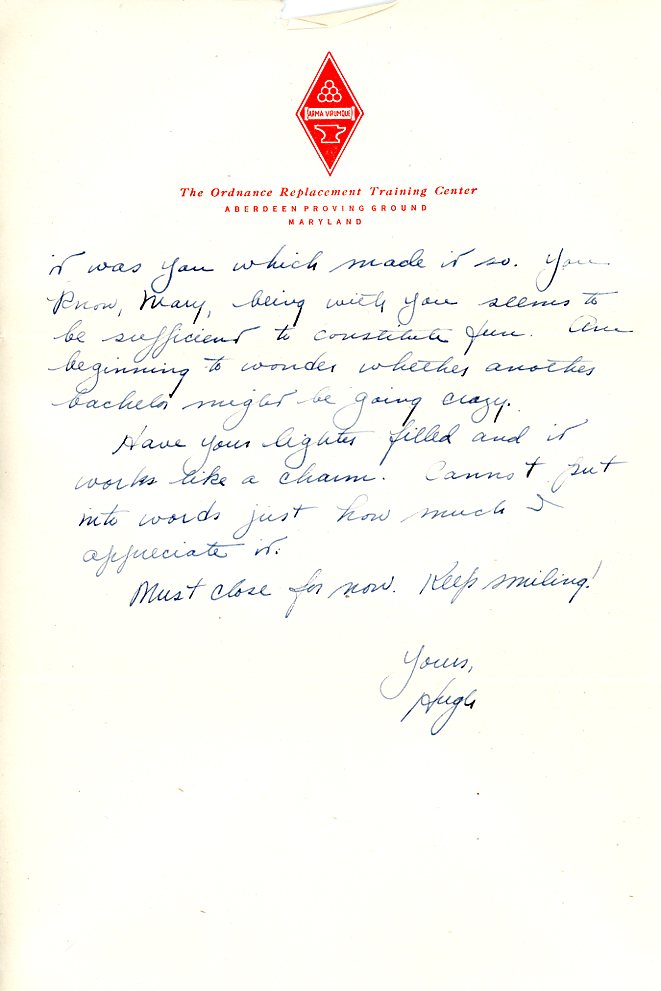 ARMA VIRUMQUE
The Ordnance Replacement Training Center
ABERDEEN PROVING GROUND
MARYLAND
it was you which made it so. You
know, Mary, being with you seems to
be sufficient to constitute fun. Am
beginning to wonder whether another
bachelor might be going crazy.
Have your lighter filled and it
works like a charm. Cannot put
into words just how much I
appreciate it.
Must close for now. Keep smiling!
Yours,
Hugh